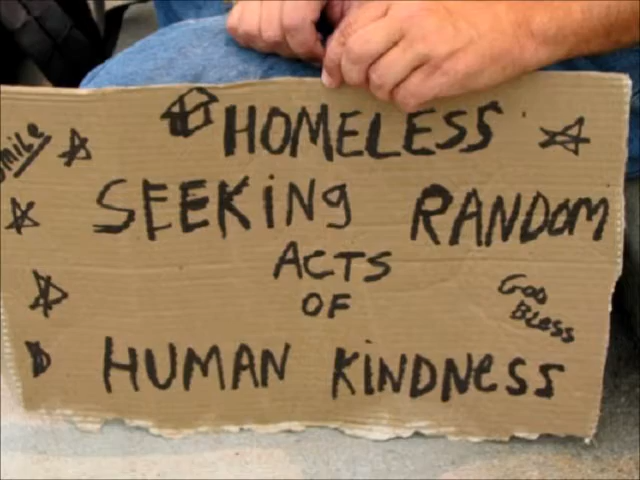 Smile
HOMELESS
SEEKiNg RANDOM
ACTS
OF
GOD
BLess
HUMAN KiNDNeSS